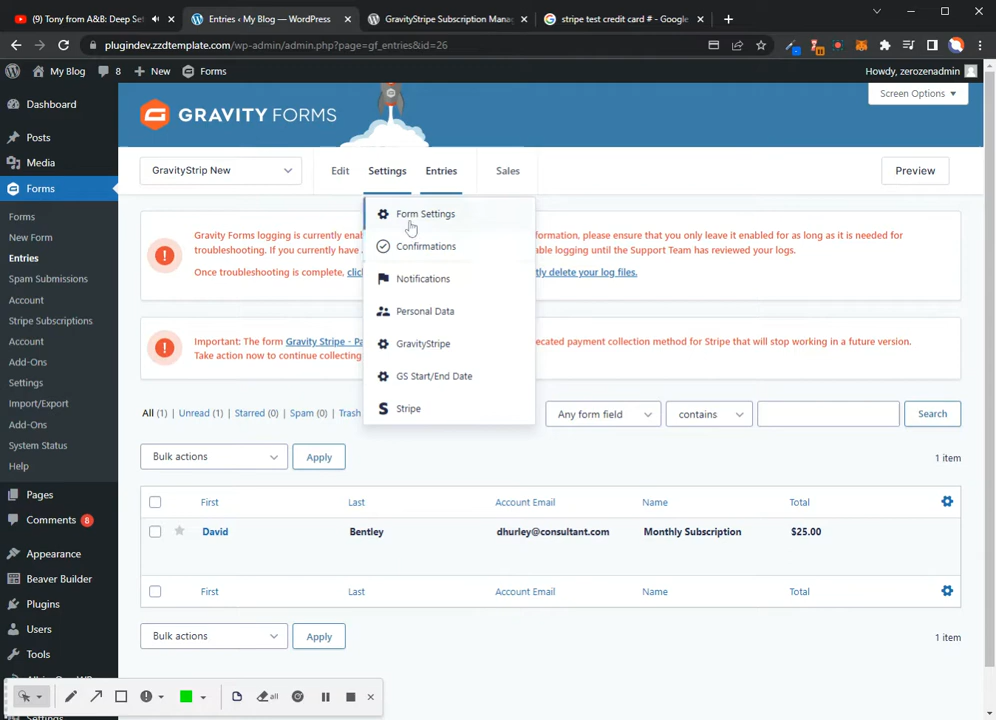 (9) Tony from A&B: Deep Se
Entries ‹ My Blog — WordPress
GravityStripe Subscription Mana
stripe test credit card # - Google
plugindev.zzdtemplate.com/wp-admin/admin.php?page=gf_entries&id=26
My Blog
8
New
Forms
Howdy, zerozenadmin
Screen Options
GRAVITY FORMS
GravityStrip New
Edit
Settings
Entries
Sales
Preview
Dashboard
Posts
Media
Forms
Forms
New Form
Entries
Spam Submissions
Account
Stripe Subscriptions
Account
Add-Ons
Settings
Import/Export
Add-Ons
System Status
Help
Pages
Comments 8
Appearance
Beaver Builder
Plugins
Users
Tools
Settings
Form Settings
Confirmations
Notifications
Personal Data
GravityStripe
GS Start/End Date
Stripe
Gravity Forms logging is currently enab
formation, please ensure that you only leave it enabled for as long as it is needed for
troubleshooting. If you currently have
able logging until the Support Team has reviewed your logs.
Once troubleshooting is complete, click
tly delete your log files.
Important: The form Gravity Stripe - Pa
ecated payment collection method for Stripe that will stop working in a future version.
Take action now to continue collecting
All (1) | Unread (1) | Starred (0) | Spam (0) | Trash
Any form field
contains
Search
Bulk actions
Apply
1 item
First Last Account Email Name Total
David Bentley dhurley@consultant.com Monthly Subscription $25.00
First Last Account Email Name Total
Bulk actions
Apply
1 item
all